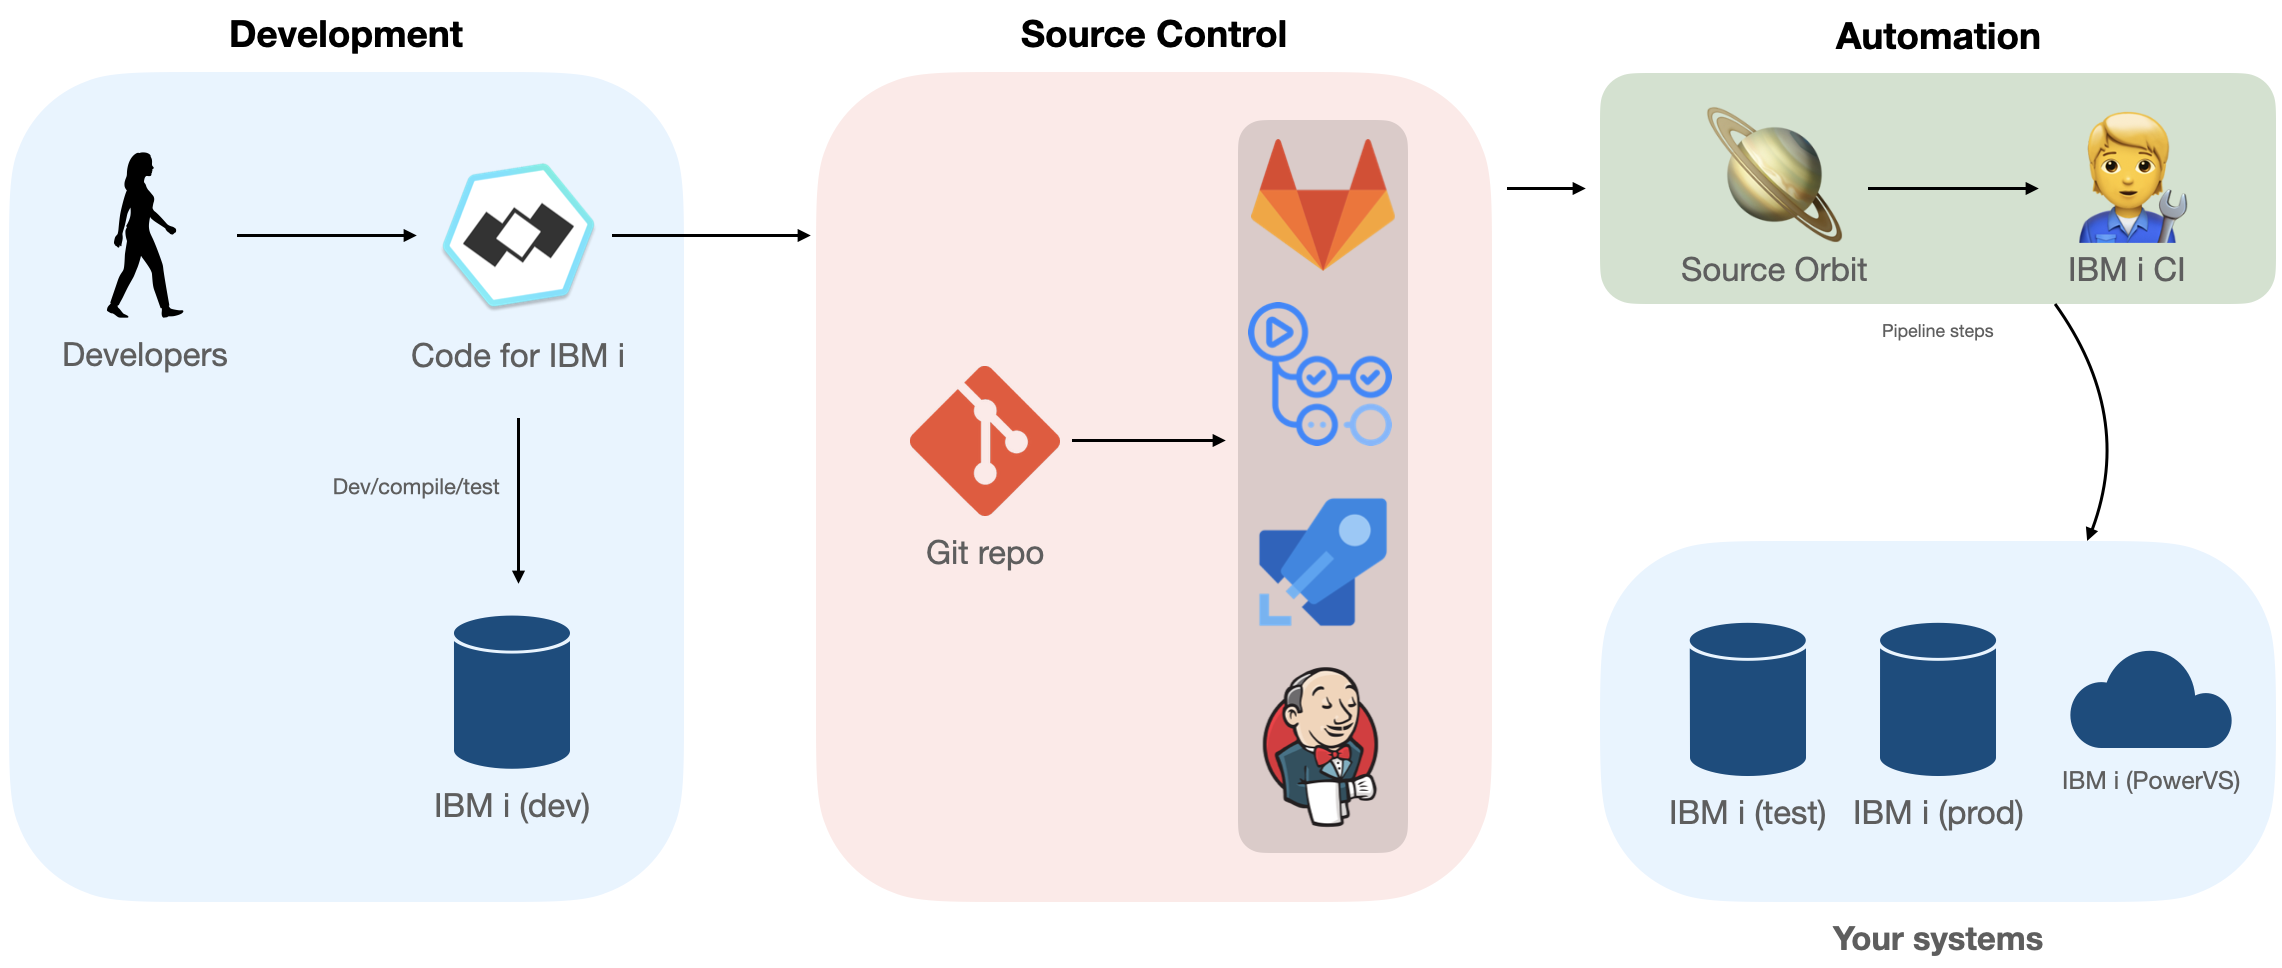 Development
Source Control
Automation
Developers
Code for IBM i
Dev/compile/test
IBM i (dev)
Git repo
Source Orbit
IBM i CI
Pipeline steps
IBM i (test)
IBM i (prod)
IBM i (PowerVS)
Your systems